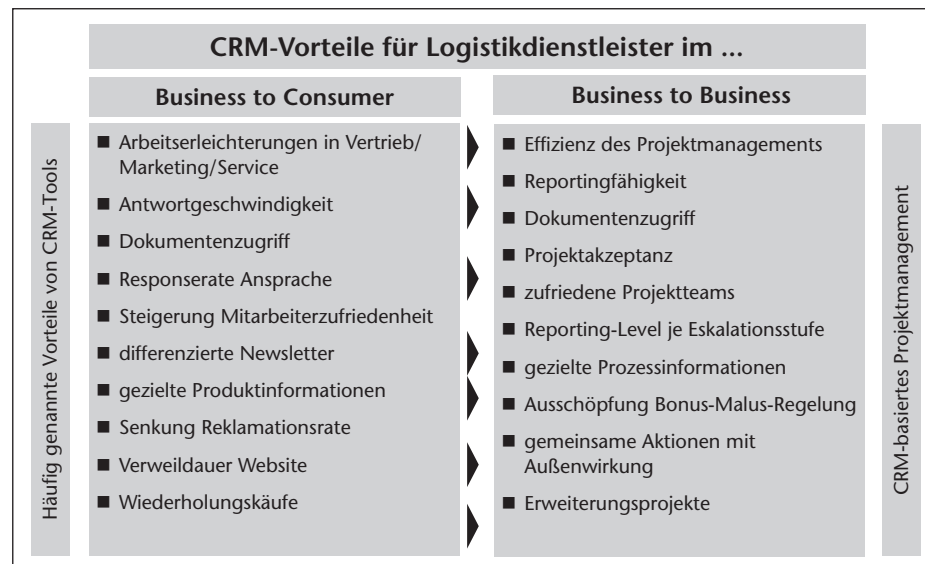 CRM-Vorteile für Logistikdienstleister im ...
Business to Consumer
Business to Business
Häufig genannte Vorteile von CRM-Tools
■ Arbeitserleichterungen in Vertrieb/
Marketing/Service
■ Antwortgeschwindigkeit
■ Dokumentenzugriff
■ Responserate Ansprache
■ Steigerung Mitarbeiterzufriedenheit
■ differenzierte Newsletter
■ gezielte Produktinformationen
■ Senkung Reklamationsrate
■ Verweildauer Website
■ Wiederholungskäufe
■ Effizienz des Projektmanagements
■ Reportingfähigkeit
■ Dokumentenzugriff
■ Projektakzeptanz
■ zufriedene Projektteams
■ Reporting-Level je Eskalationsstufe
■ gezielte Prozessinformationen
■ Ausschöpfung Bonus-Malus-Regelung
■ gemeinsame Aktionen mit
Außenwirkung
■ Erweiterungsprojekte
CRM-basiertes Projektmanagement